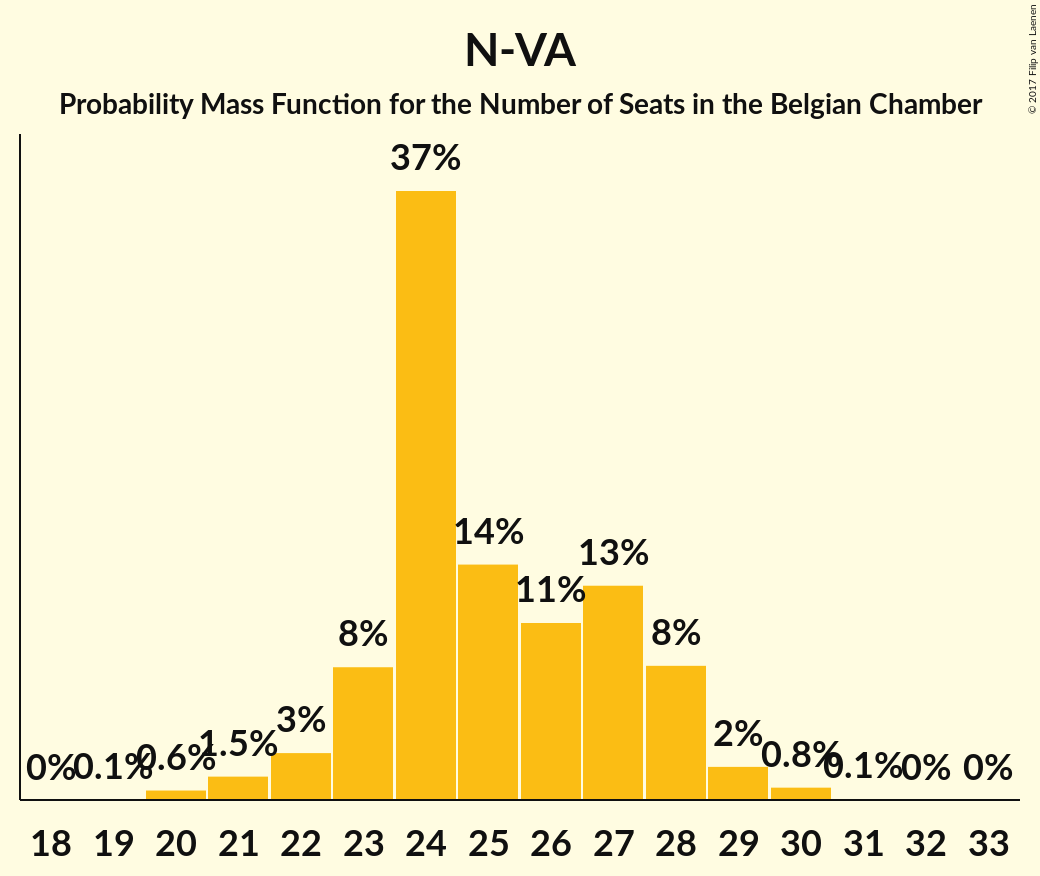 N-VA
Probability Mass Function for the Number of Seats in the Belgian Chamber
© 2017 Filip van Laenen
37%
14%
13%
11%
8%
8%
3%
2%
1.5%
0.8%
0.6%
0% 0.1% 0.1% 0% 0%
18 19 20 21 22 23 24 25 26 27 28 29 30 31 32 33